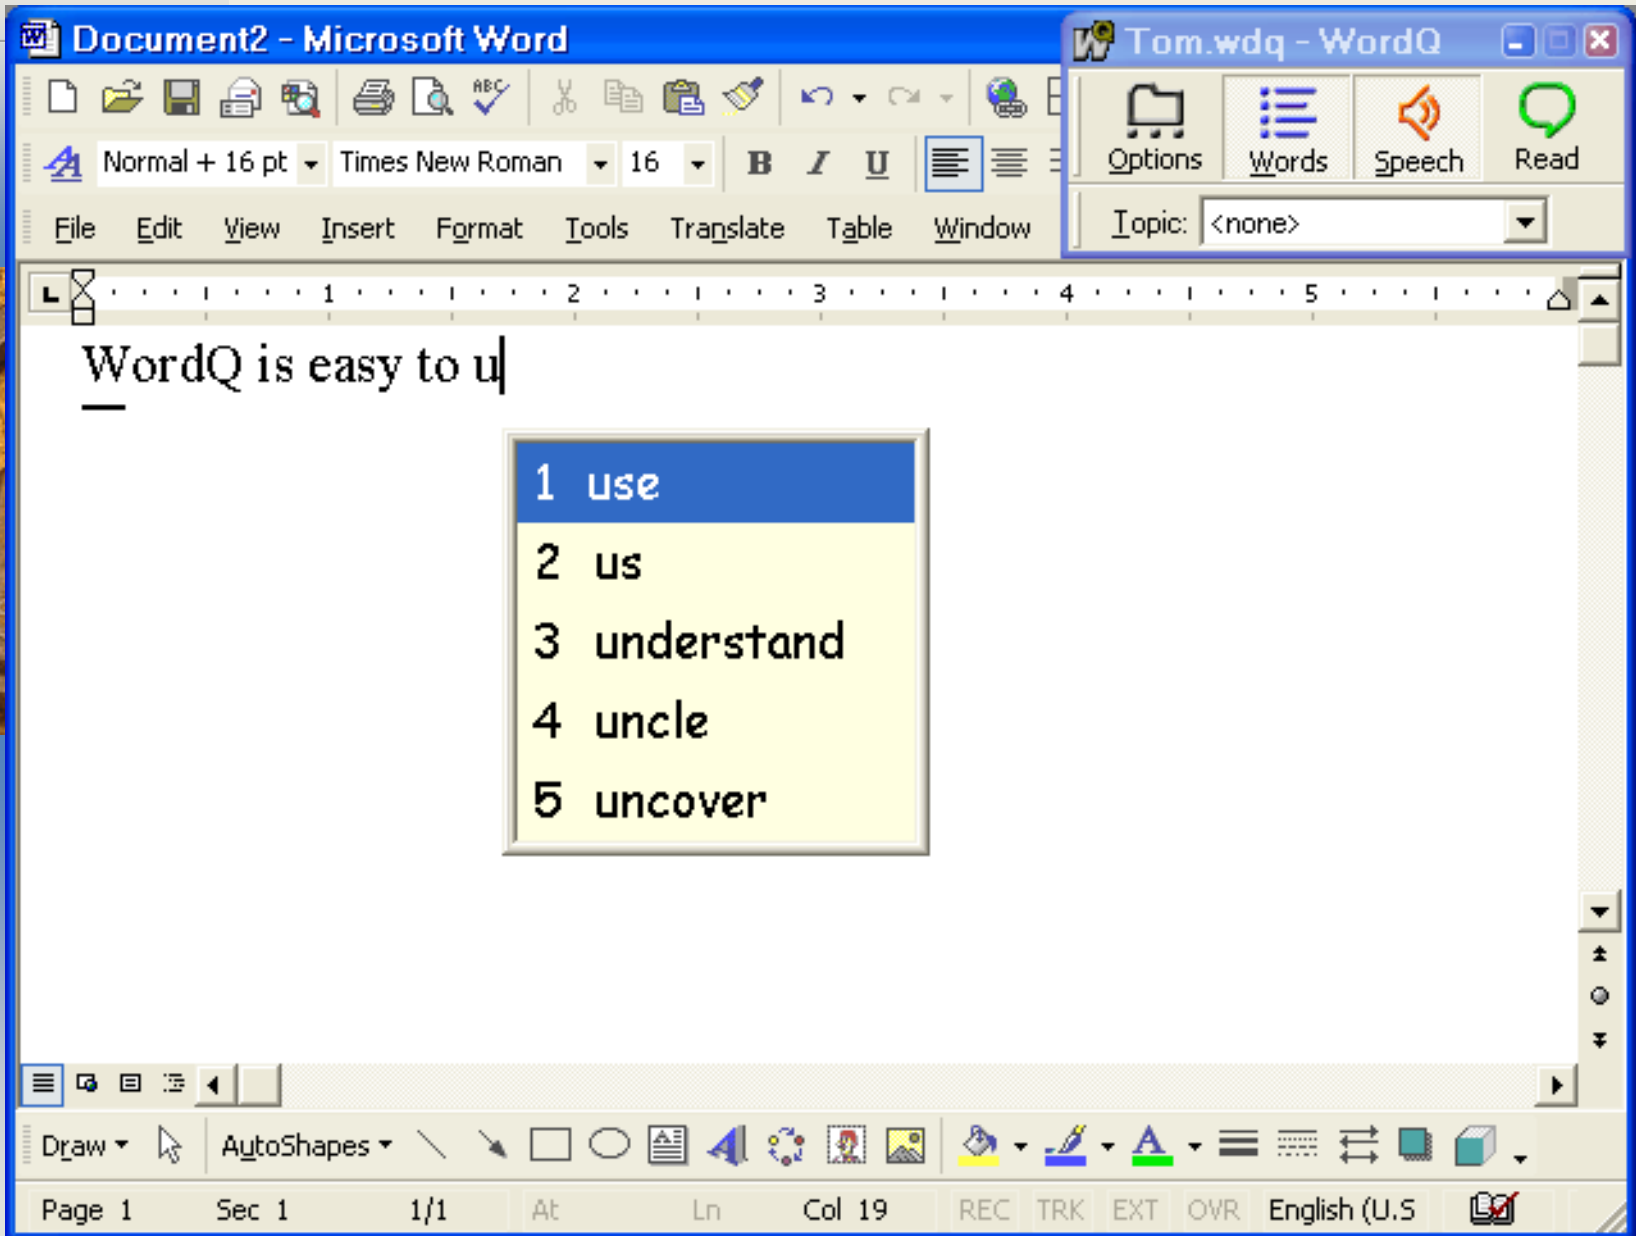 Document2 - Microsoft Word
Tom.wdq - WordQ
ABC
Options Words Speech Read
Normal + 16 pt Times New Roman 16 B I U
Topic: <none>
File Edit View Insert Format Tools Translate Table Window
1 2 3 4 5
WordQ is easy to u
1 use
2 us
3 understand
4 uncle
5 uncover
Draw AutoShapes
Page 1 Sec 1 1/1 At Ln Col 19 REC TRK EXT OVR English (U.S